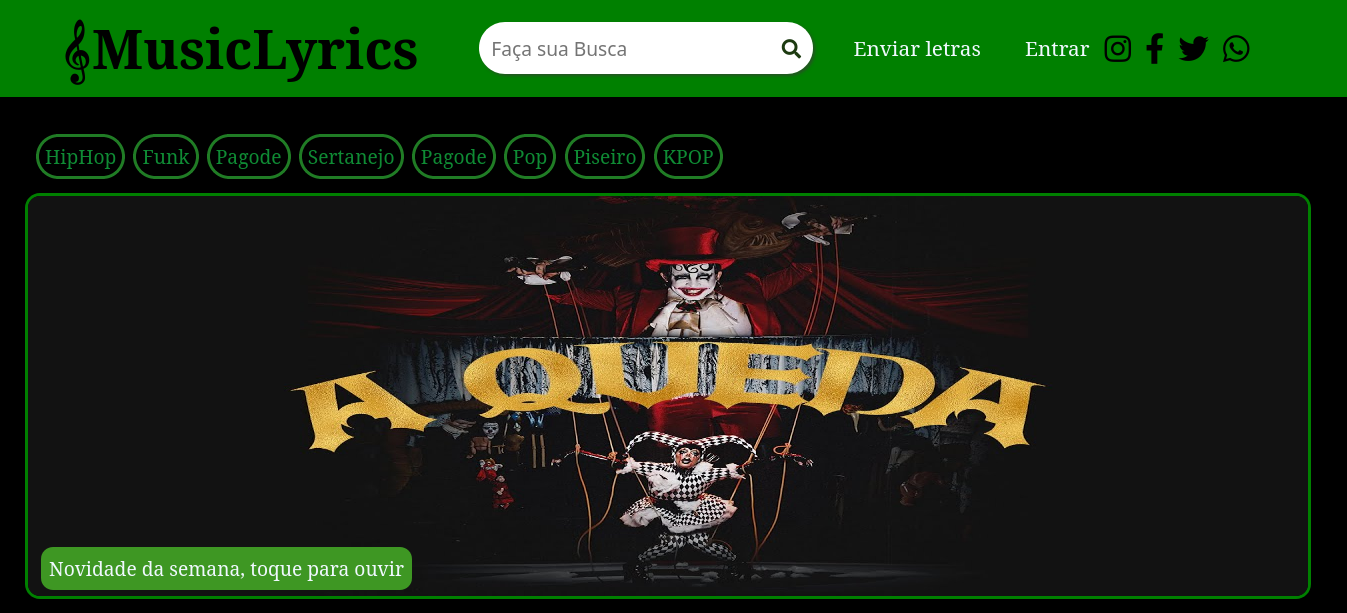 MusicLyrics
Faça sua Busca
Enviar letras
Entrar
HipHop Funk Pagode Sertanejo Pagode Pop Piseiro KPOP
A QUEDA
Novidade da semana, toque para ouvir